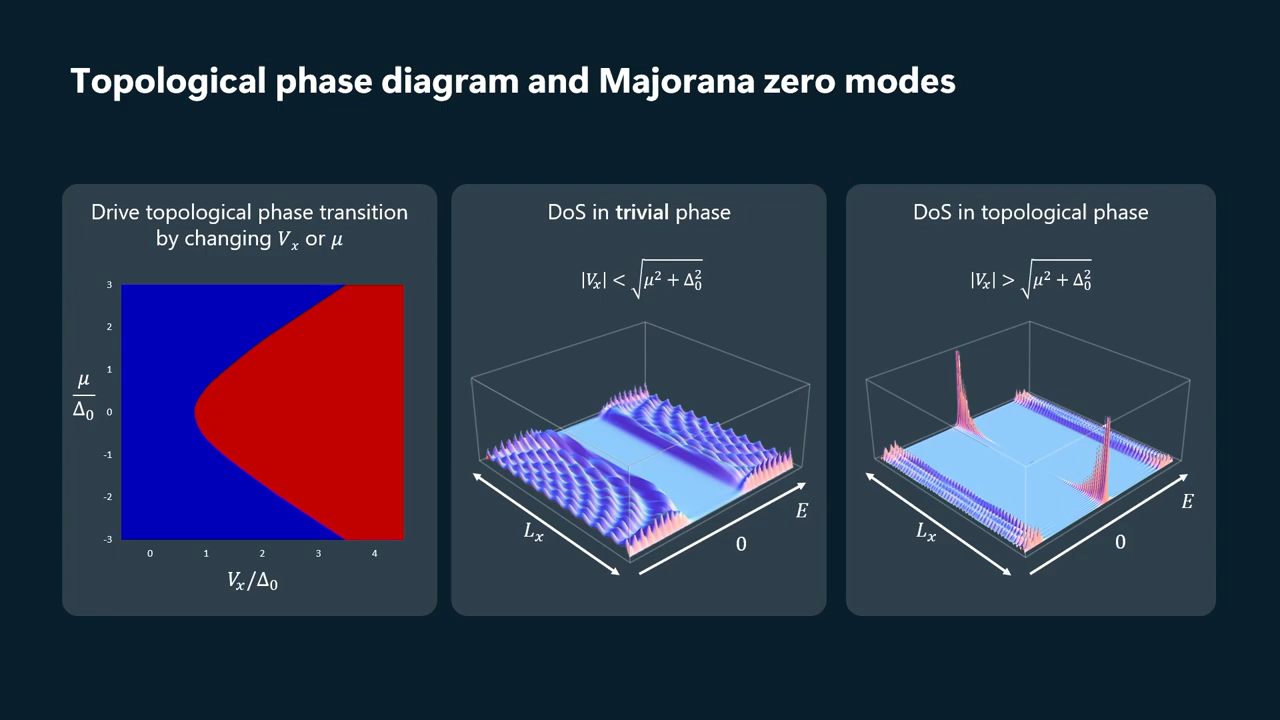 Topological phase diagram and Majorana zero modes
Drive topological phase transition
by changing Vₓ or μ
3
2
1
0
-1
-2
-3
μ
Δ₀
0 1 2 3 4
Vₓ/Δ₀
DoS in trivial phase
|Vₓ| < √(μ² + Δ₀²)
Lₓ
0
E
DoS in topological phase
|Vₓ| > √(μ² + Δ₀²)
Lₓ
0
E